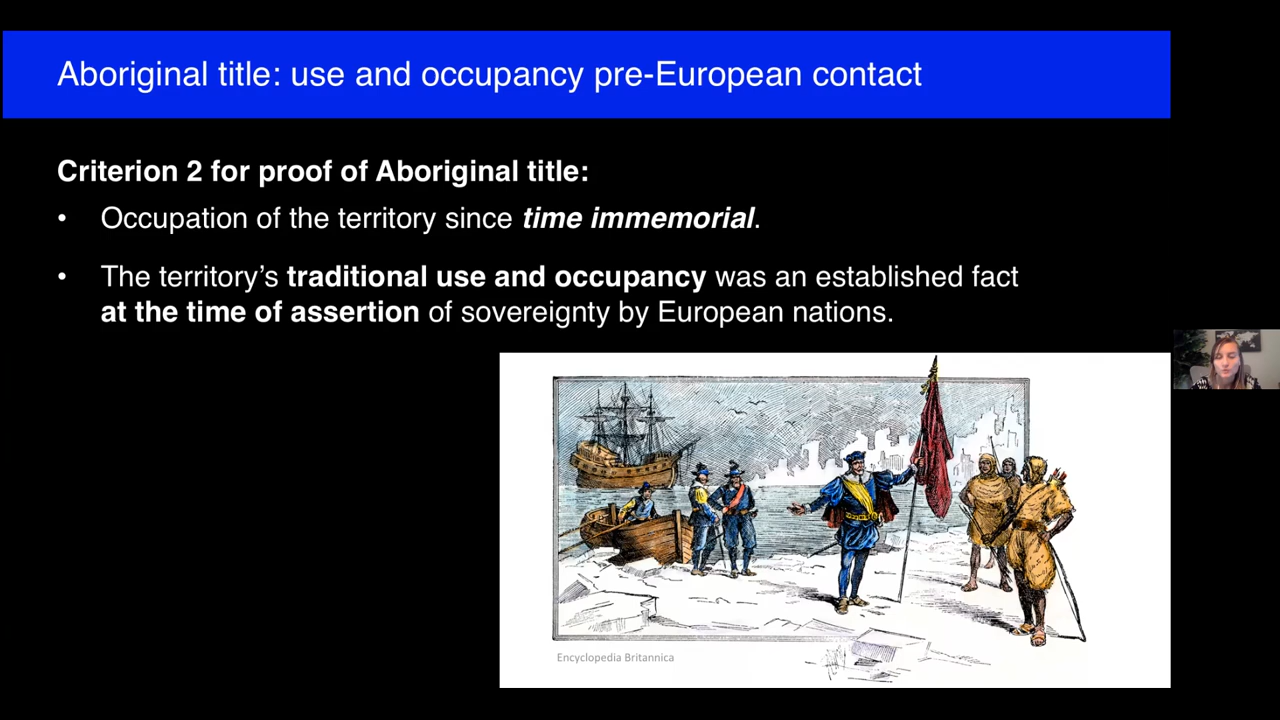 Aboriginal title: use and occupancy pre-European contact
Criterion 2 for proof of Aboriginal title:
• Occupation of the territory since time immemorial.
• The territory’s traditional use and occupancy was an established fact
at the time of assertion of sovereignty by European nations.
Encyclopedia Britannica